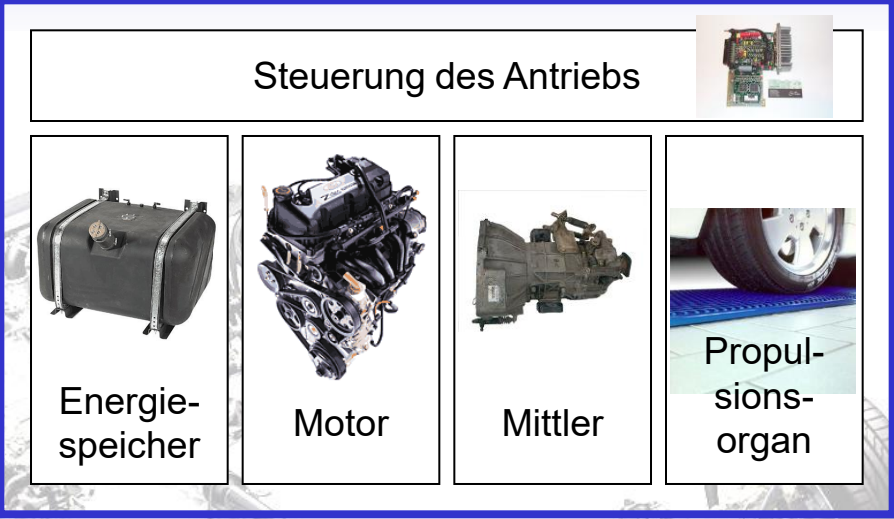 Steuerung des Antriebs
Energie-
speicher
Motor
Mittler
Propul-
sions-
organ